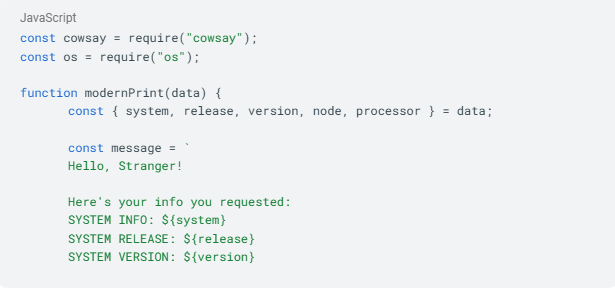 JavaScript
const cowsay = require("cowsay");
const os = require("os");
function modernPrint(data) {
const { system, release, version, node, processor } = data;
const message = `
Hello, Stranger!
Here's your info you requested:
SYSTEM INFO: ${system}
SYSTEM RELEASE: ${release}
SYSTEM VERSION: ${version}